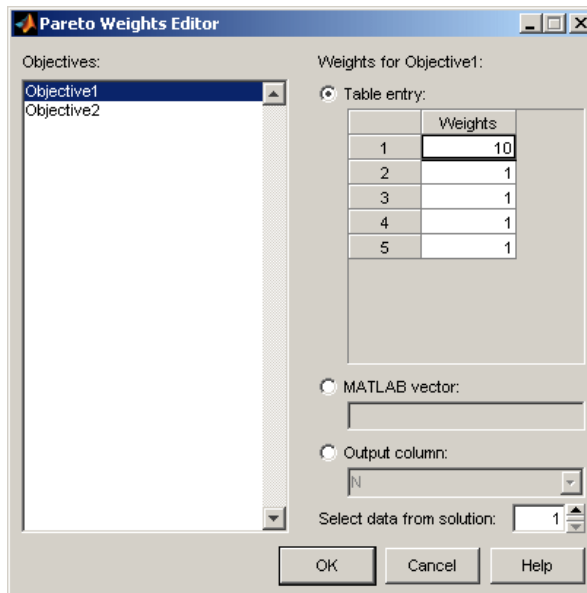 Pareto Weights Editor
Objectives:
Objective1
Objective2
Weights for Objective1:
Table entry:
Weights
1 10
2 1
3 1
4 1
5 1
MATLAB vector:
Output column:
N
Select data from solution: 1
OK Cancel Help